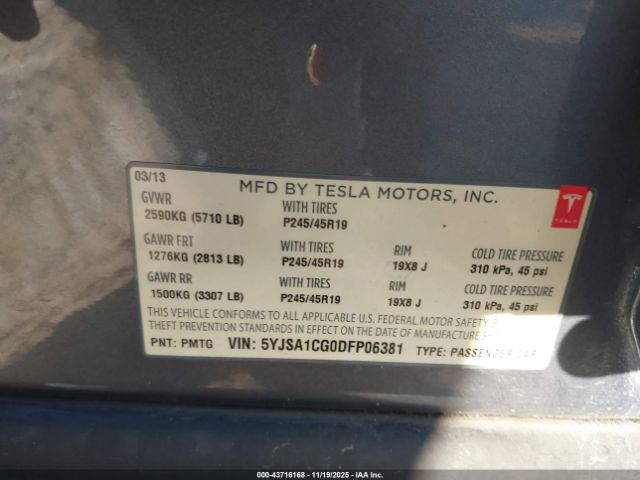 03/13
MFD BY TESLA MOTORS, INC.
GVWR WITH TIRES
2590KG (5710 LB) P245/45R19
TESLA
GAWR FRT WITH TIRES RIM COLD TIRE PRESSURE
1276KG (2813 LB) P245/45R19 19X8 J 310 kPa, 45 psi
GAWR RR WITH TIRES RIM COLD TIRE PRESSURE
1500KG (3307 LB) P245/45R19 19X8 J 310 kPa, 45 psi
THIS VEHICLE CONFORMS TO ALL APPLICABLE U.S. FEDERAL MOTOR SAFETY
THEFT PREVENTION STANDARDS IN EFFECT ON THE DATE OF MANUFACTURE
PNT: PMTG VIN: 5YJSA1CG0DFP06381 TYPE: PASSENGER CAR
©000-43716168 - 11/19/2025 - IAAI, Inc.